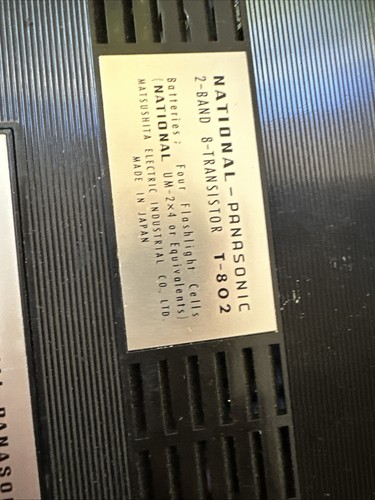 NATIONAL-PANASONIC
2-BAND 8-TRANSISTOR T-802
Batteries; Four Flashlight Cells
(NATIONAL UM-2×4 or Equivalents)
MATSUSHITA ELECTRIC INDUSTRIAL CO., LTD.
MADE IN JAPAN
PANASO